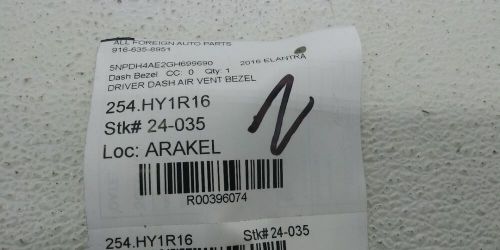 ALL FOREIGN AUTO PARTS
916-635-8951
5NPDH4AE2GH699690 2016 ELANTRA
Dash Bezel CC: 0 Qty 1
DRIVER DASH AIR VENT BEZEL
254.HY1R16
Stk# 24-035
Loc: ARAKEL
N
R00396074
254.HY1R16 Stk# 24-035